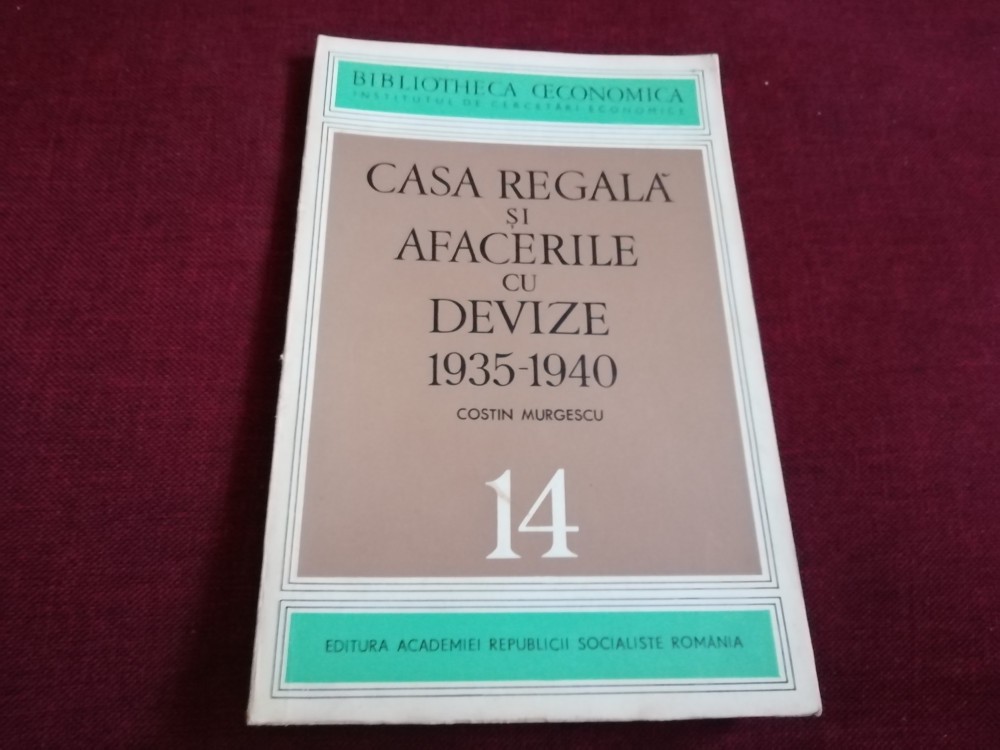 BIBLIOTHECA ŒCONOMICA
INSTITUTUL DE CERCETĂRI ECONOMICE
CASA REGALĂ
ȘI
AFACERILE
CU
DEVIZE
1935-1940
COSTIN MURGESCU
14
EDITURA ACADEMIEI REPUBLICII SOCIALISTE ROMÂNIA